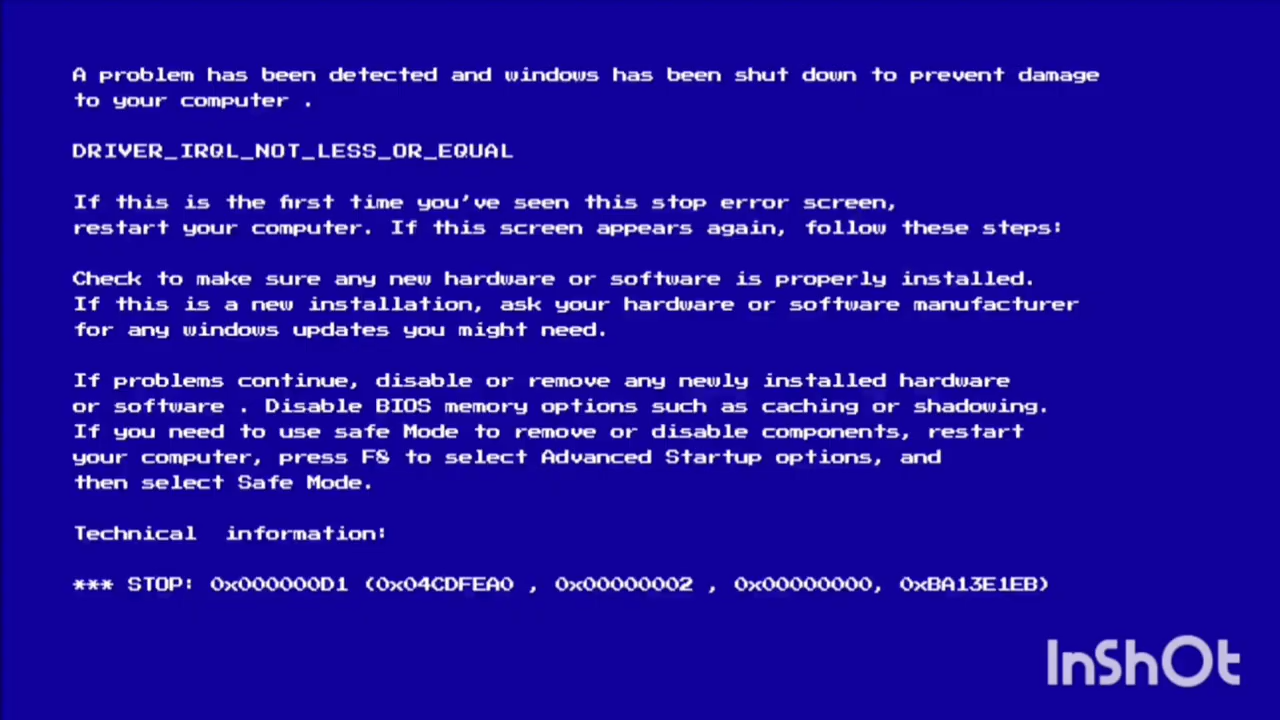 A problem has been detected and windows has been shut down to prevent damage
to your computer .
DRIVER_IRQL_NOT_LESS_OR_EQUAL
If this is the first time you've seen this stop error screen,
restart your computer. If this screen appears again, follow these steps:
Check to make sure any new hardware or software is properly installed.
If this is a new installation, ask your hardware or software manufacturer
for any windows updates you might need.
If problems continue, disable or remove any newly installed hardware
or software . Disable BIOS memory options such as caching or shadowing.
If you need to use safe Mode to remove or disable components, restart
your computer, press F8 to select Advanced Startup options, and
then select Safe Mode.
Technical information:
*** STOP: 0x000000D1 (0x04CDFEA0 , 0x00000002 , 0x00000000, 0xBA13E1EB)
InShOt